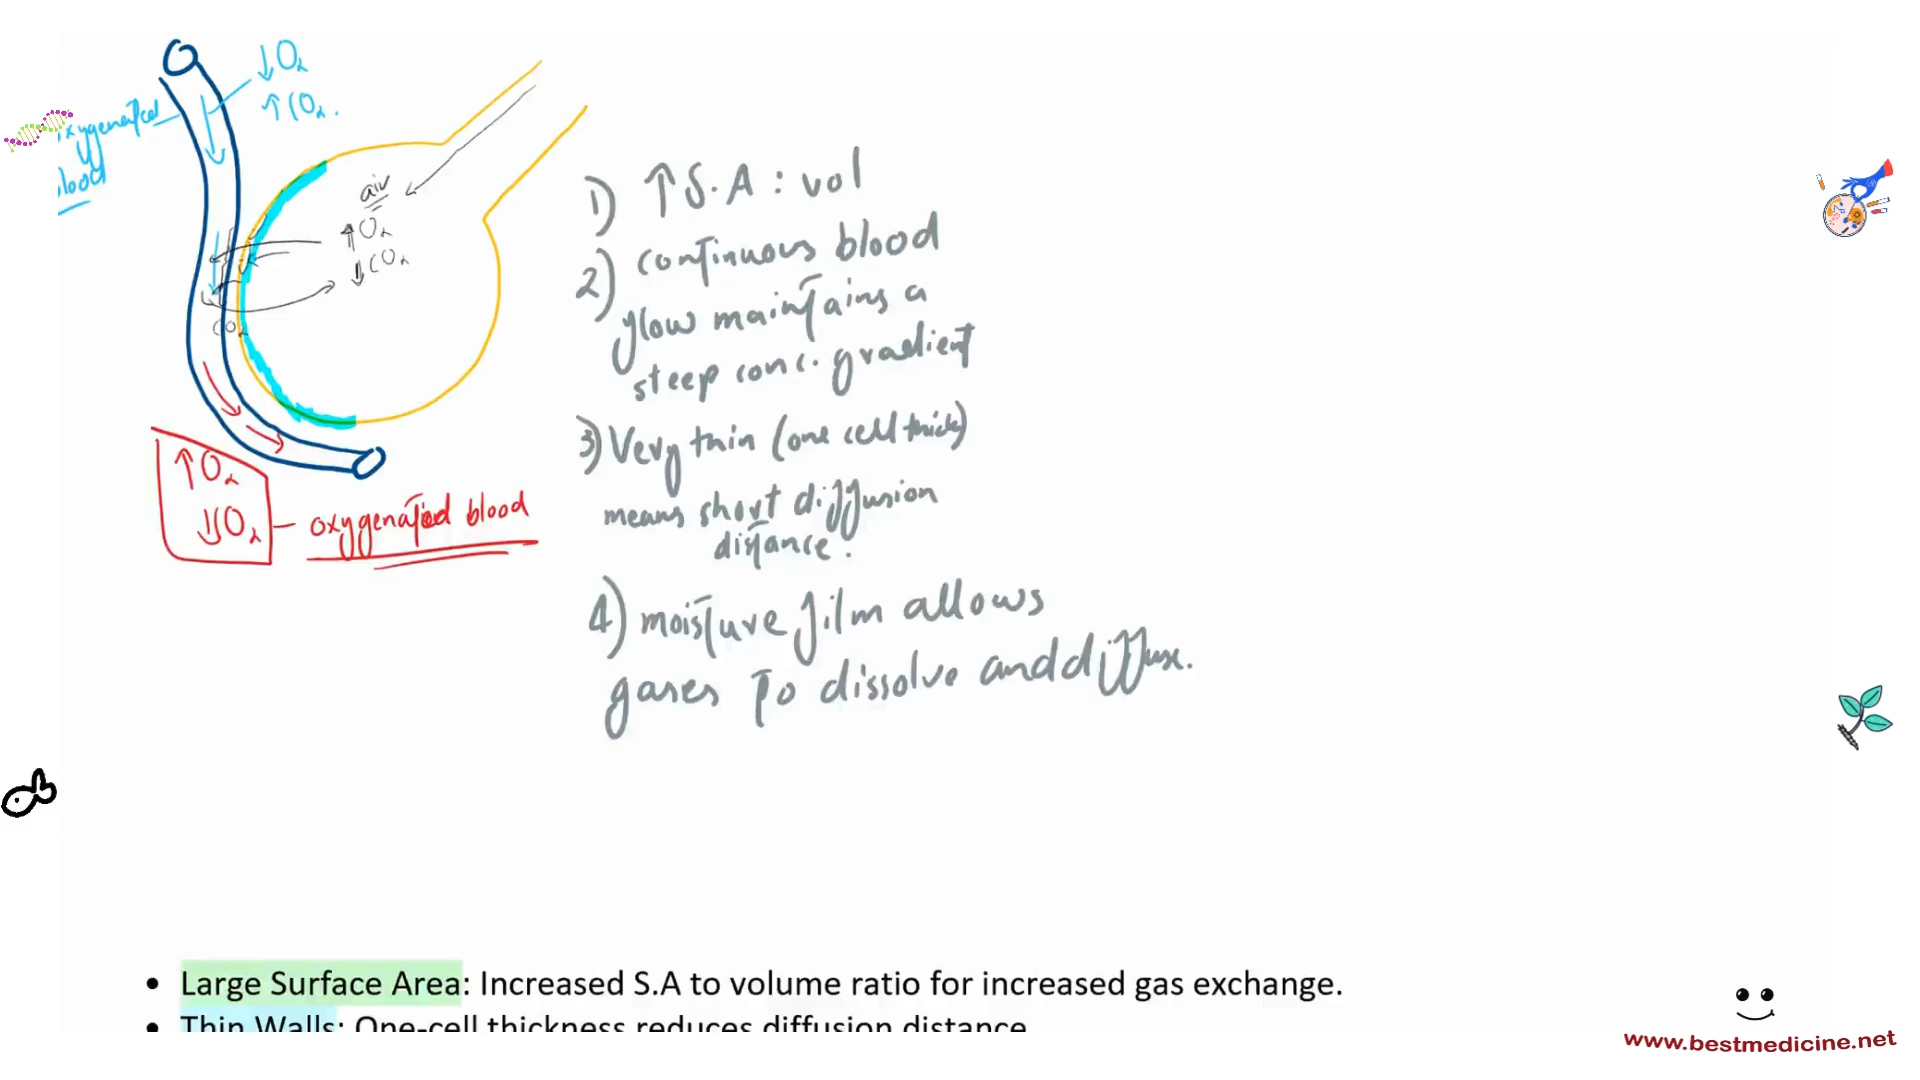 ↓O₂
↑CO₂.
oxygenated
blood
air
↑O₂
↓CO₂
CO₂
↑O₂
↓CO₂
oxygenated blood
1) ↑ S.A : vol
2) continuous blood
flow maintains a
steep conc. gradient
3) Very thin (one cell thick)
means short diffusion
distance.
4) moisture film allows
gases to dissolve and diffuse.
• Large Surface Area: Increased S.A to volume ratio for increased gas exchange.
• Thin Walls: One-cell thickness reduces diffusion distance
www.bestmedicine.net